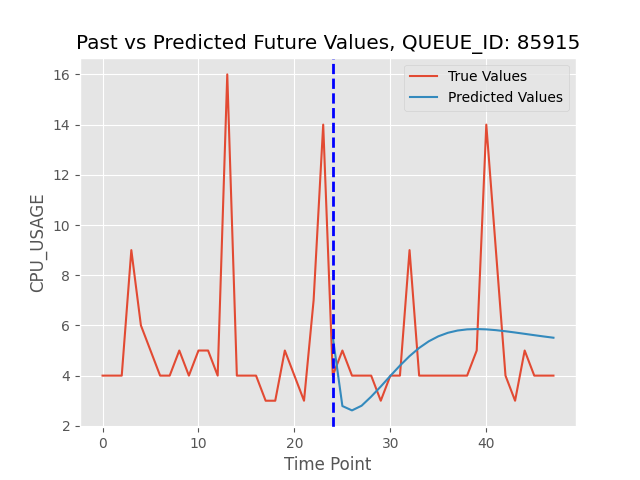 Past vs Predicted Future Values, QUEUE_ID: 85915
True Values
Predicted Values
CPU_USAGE
16
14
12
10
8
6
4
2
0
10
20
30
40
Time Point